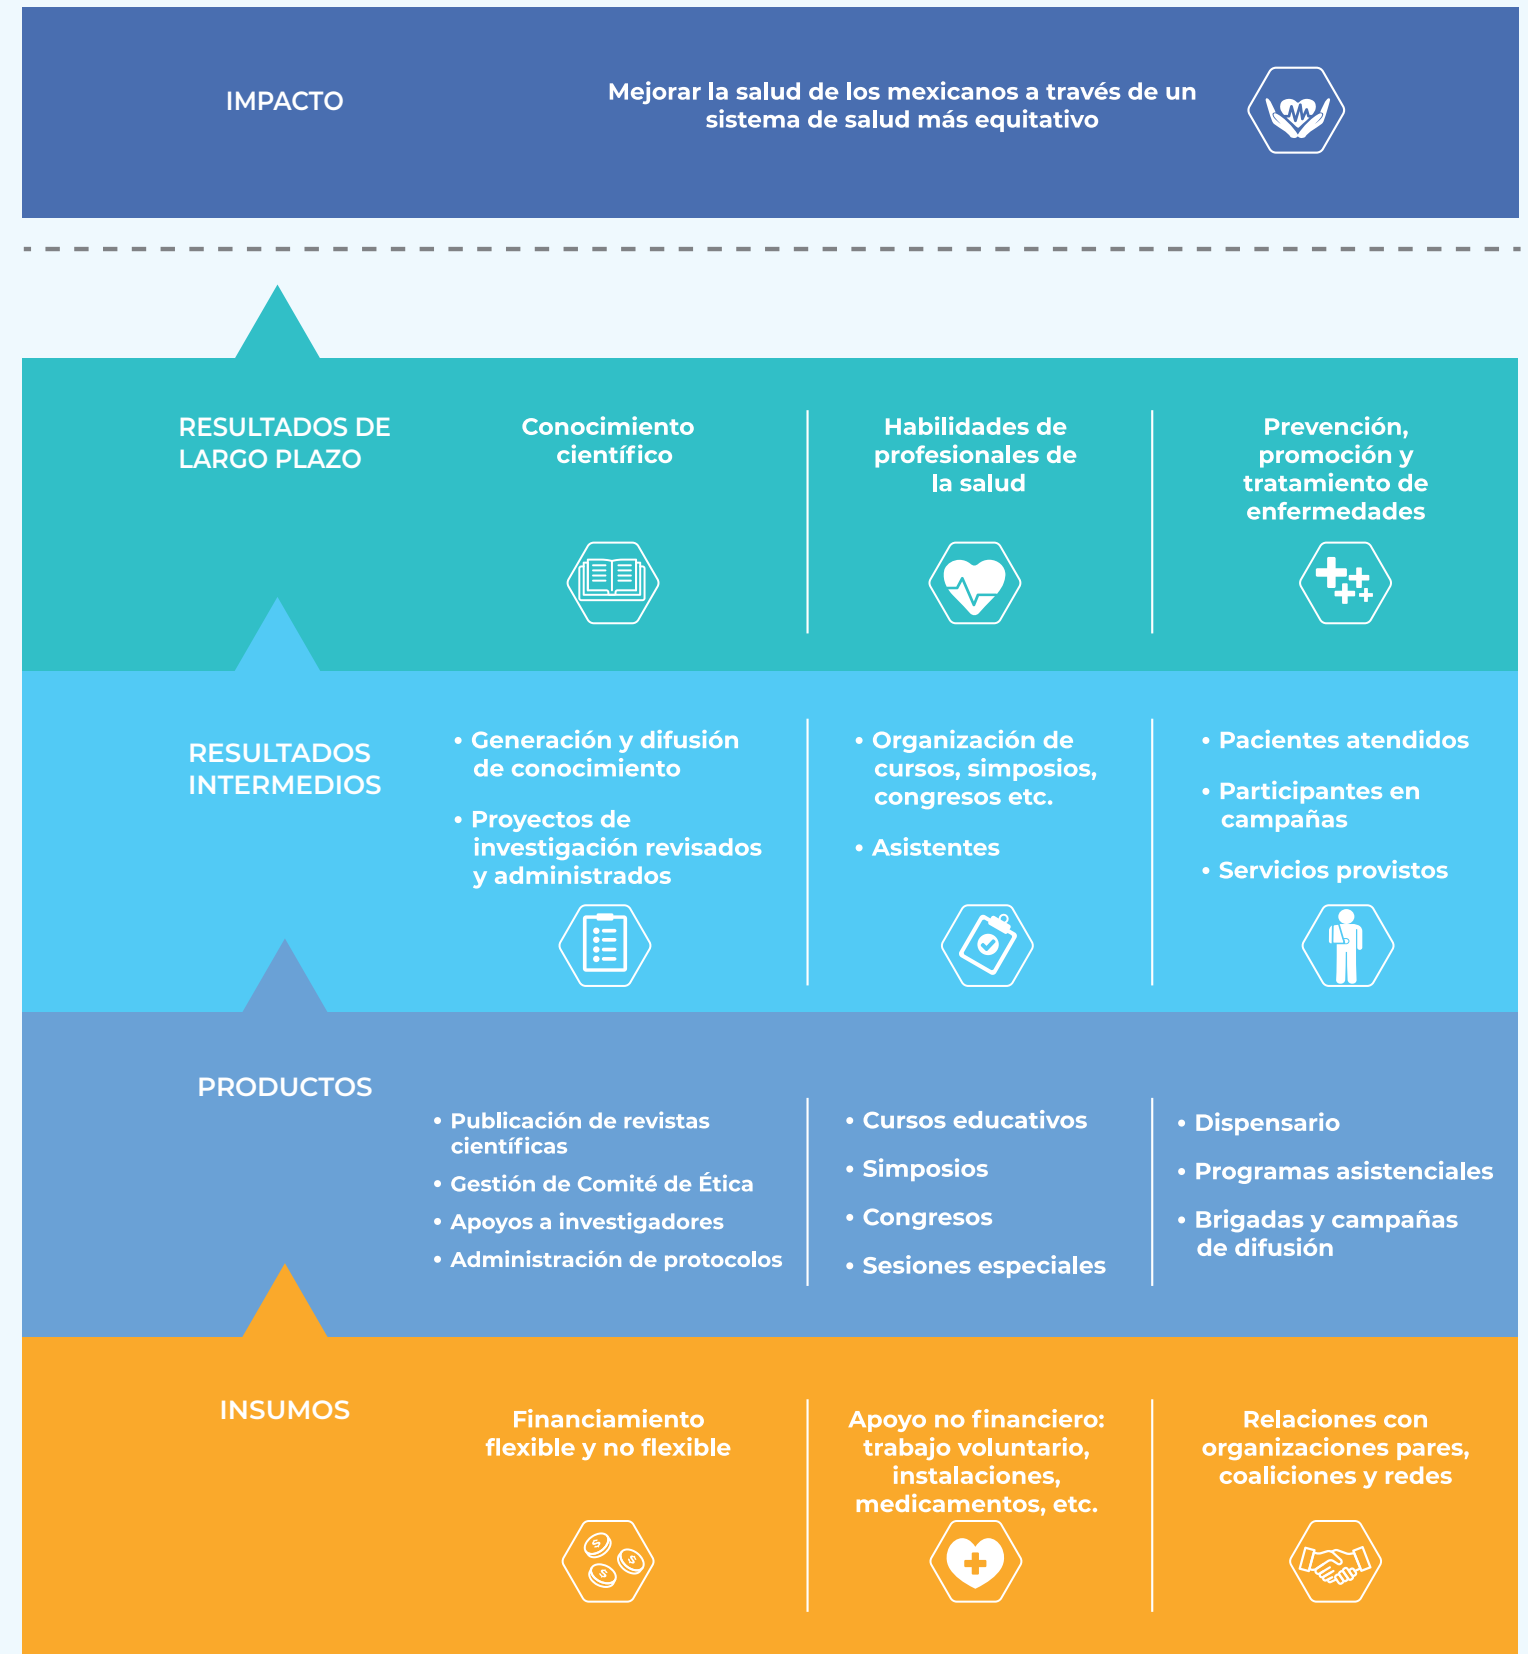 IMPACTO
Mejorar la salud de los mexicanos a través de un
sistema de salud más equitativo
RESULTADOS DE
LARGO PLAZO
Conocimiento
científico
Habilidades de
profesionales de
la salud
Prevención,
promoción y
tratamiento de
enfermedades
RESULTADOS
INTERMEDIOS
• Generación y difusión
de conocimiento
• Proyectos de
investigación revisados
y administrados
• Organización de
cursos, simposios,
congresos etc.
• Asistentes
• Pacientes atendidos
• Participantes en
campañas
• Servicios provistos
PRODUCTOS
• Publicación de revistas
científicas
• Gestión de Comité de Ética
• Apoyos a investigadores
• Administración de protocolos
• Cursos educativos
• Simposios
• Congresos
• Sesiones especiales
• Dispensario
• Programas asistenciales
• Brigadas y campañas
de difusión
INSUMOS
Financiamiento
flexible y no flexible
$
$
$
Apoyo no financiero:
trabajo voluntario,
instalaciones,
medicamentos, etc.
Relaciones con
organizaciones pares,
coaliciones y redes